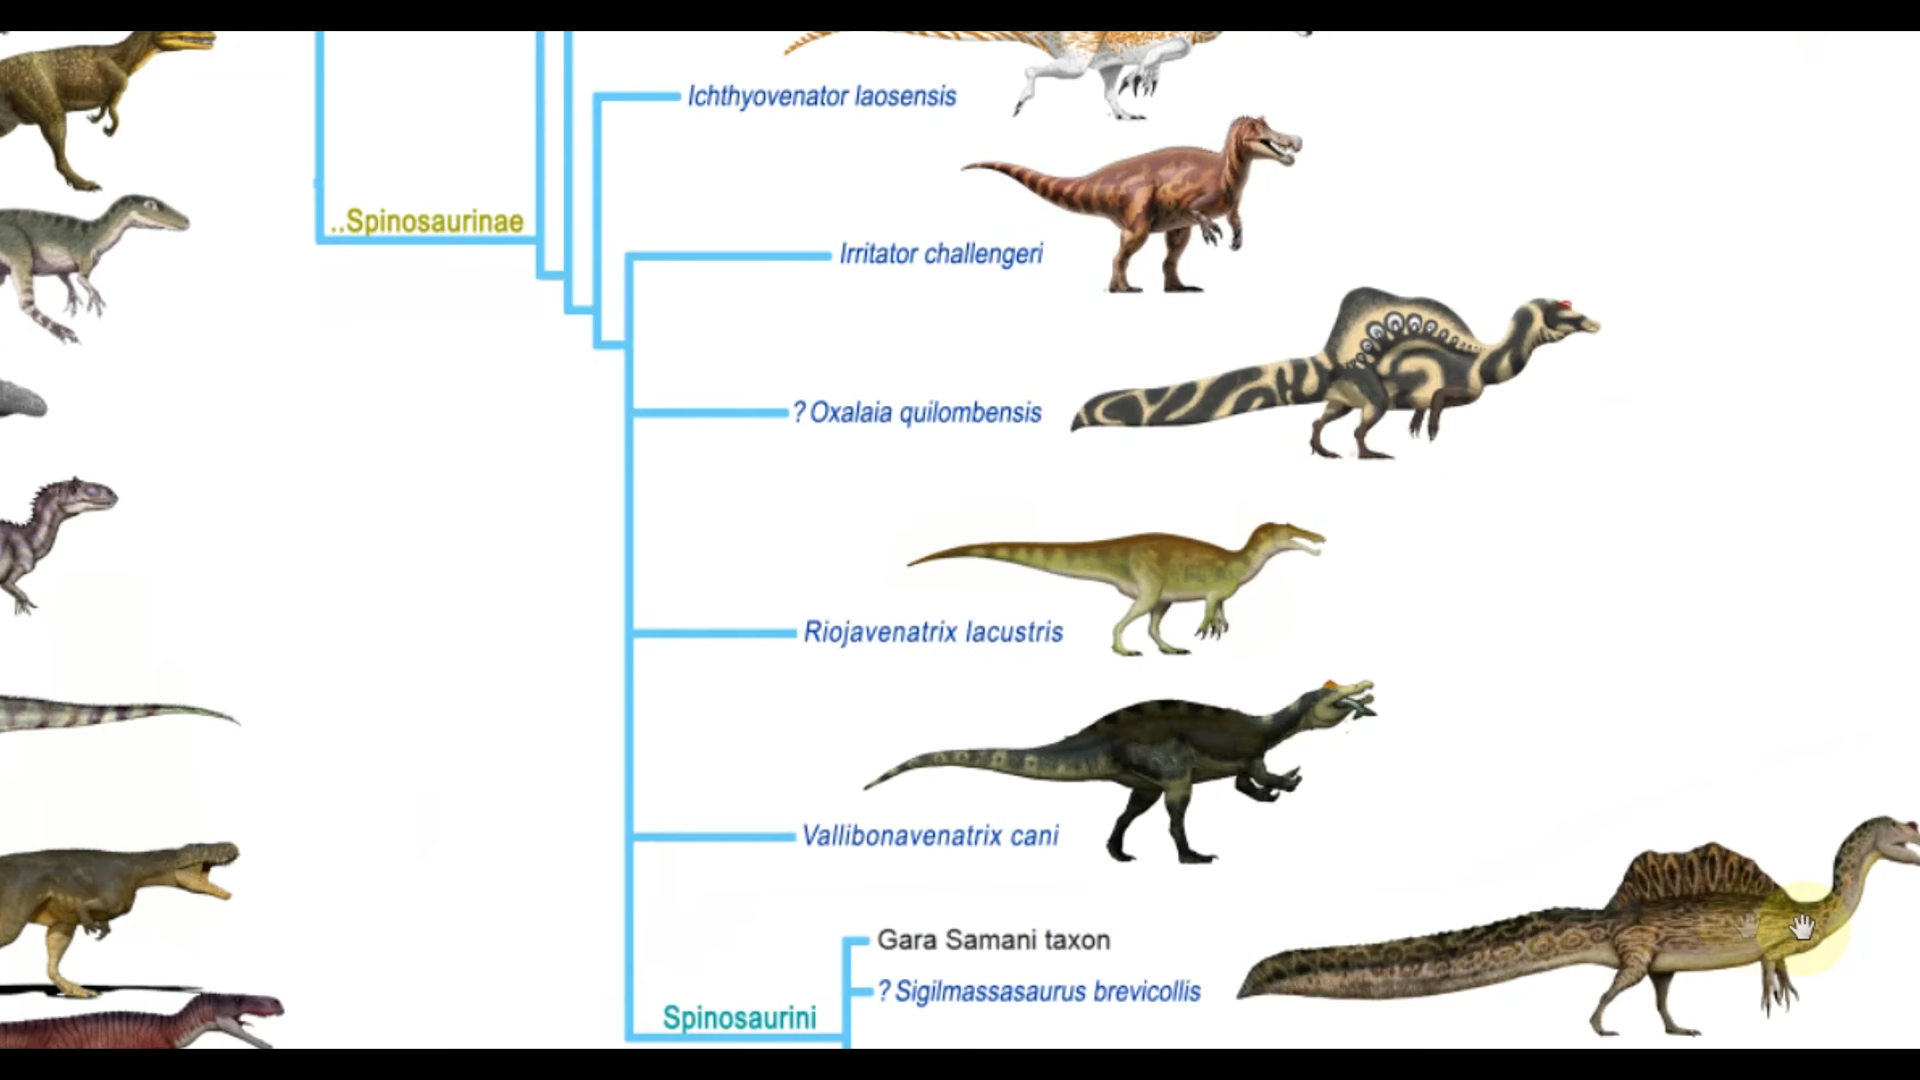 Ichthyovenator laosensis
..Spinosaurinae
Irritator challengeri
? Oxalaia quilombensis
Riojavenatrix lacustris
Vallibonavenatrix cani
Gara Samani taxon
? Sigilmassasaurus brevicollis
Spinosaurini